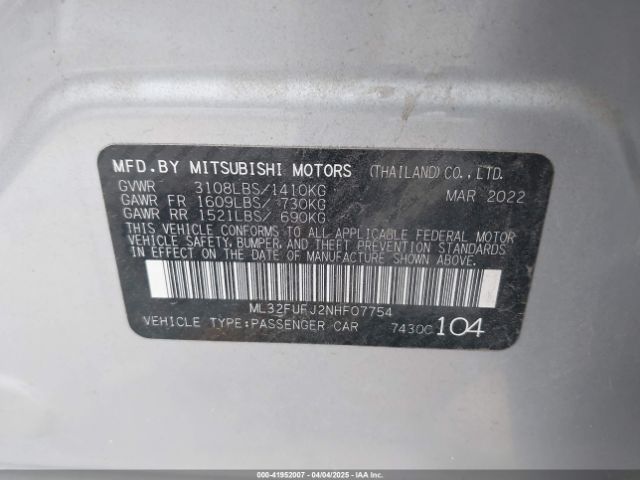 MFD.BY MITSUBISHI MOTORS (THAILAND) CO., LTD.
GVWR 3108LBS/1410KG MAR 2022
GAWR FR 1609LBS/ 730KG
GAWR RR 1521LBS/ 690KG
THIS VEHICLE CONFORMS TO ALL APPLICABLE FEDERAL MOTOR
VEHICLE SAFETY, BUMPER, AND THEFT PREVENTION STANDARDS
IN EFFECT ON THE DATE OF MANUFACTURE SHOWN ABOVE.
ML32FUFJ2NHF07754
VEHICLE TYPE:PASSENGER CAR 7430C 104
000-41952007 - 04/04/2025 - IAAI.COM